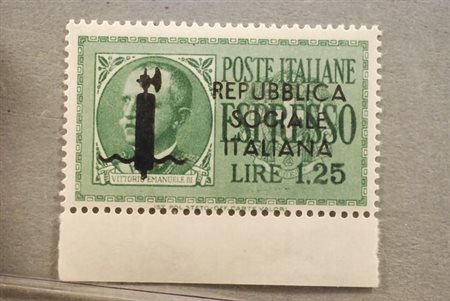 POSTE ITALIANE
REPUBBLICA
SOCIALE
ESPRESSO
ITALIANA
LIRE 1.25
VITTORIO EMANUELE III